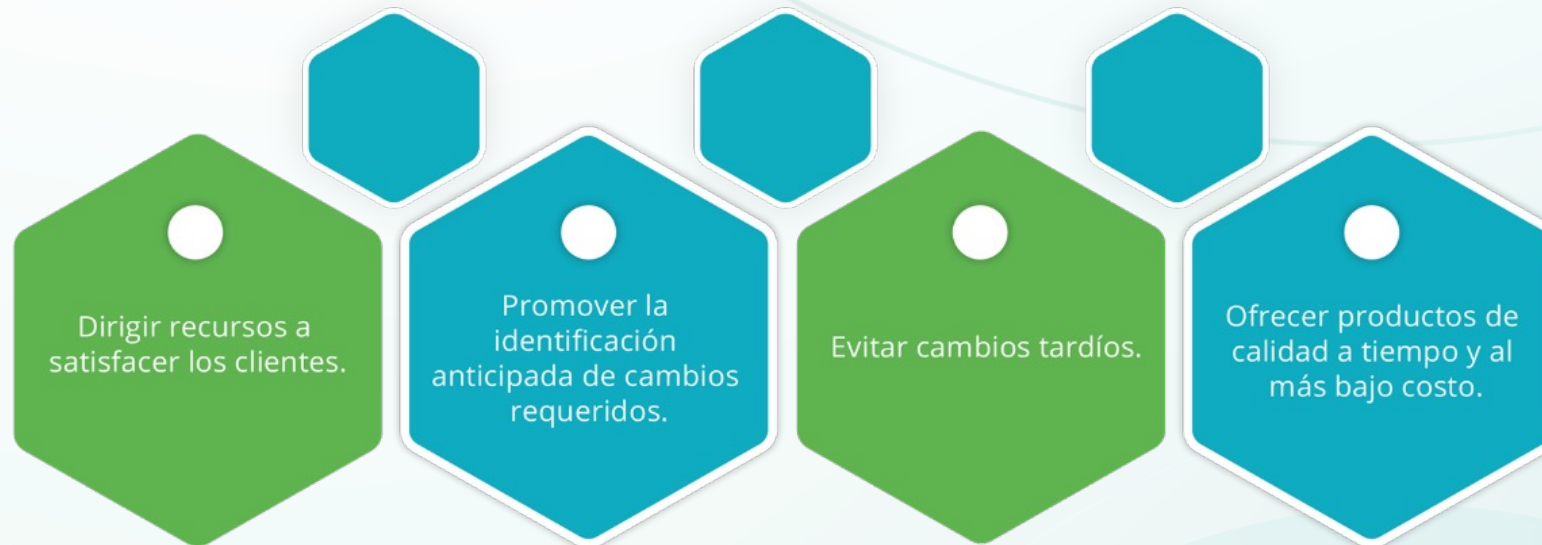 Dirigir recursos a
satisfacer los clientes.
Promover la
identificación
anticipada de cambios
requeridos.
Evitar cambios tardíos.
Ofrecer productos de
calidad a tiempo y al
más bajo costo.